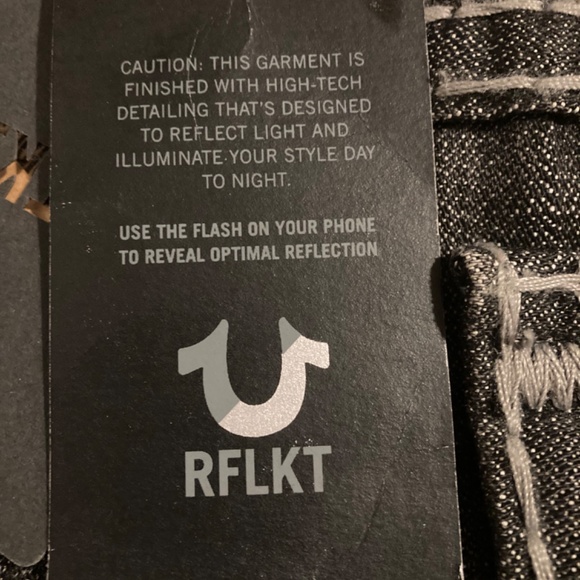 CAUTION: THIS GARMENT IS
FINISHED WITH HIGH-TECH
DETAILING THAT'S DESIGNED
TO REFLECT LIGHT AND
ILLUMINATE YOUR STYLE DAY
TO NIGHT.
USE THE FLASH ON YOUR PHONE
TO REVEAL OPTIMAL REFLECTION
RFLKT